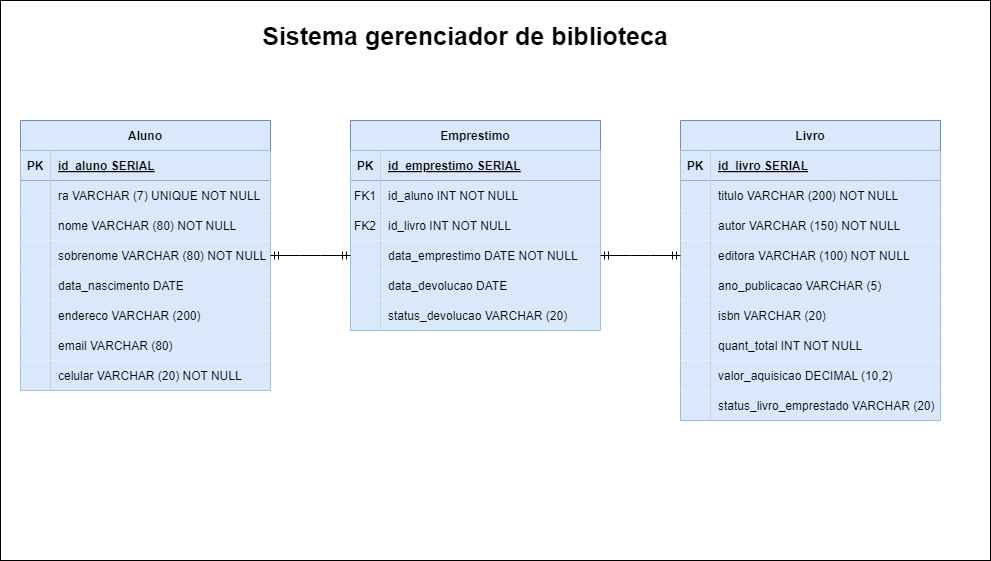 Sistema gerenciador de biblioteca
Aluno
PK id_aluno SERIAL
ra VARCHAR (7) UNIQUE NOT NULL
nome VARCHAR (80) NOT NULL
sobrenome VARCHAR (80) NOT NULL
data_nascimento DATE
endereco VARCHAR (200)
email VARCHAR (80)
celular VARCHAR (20) NOT NULL
Emprestimo
PK id_emprestimo SERIAL
FK1 id_aluno INT NOT NULL
FK2 id_livro INT NOT NULL
data_emprestimo DATE NOT NULL
data_devolucao DATE
status_devolucao VARCHAR (20)
Livro
PK id_livro SERIAL
titulo VARCHAR (200) NOT NULL
autor VARCHAR (150) NOT NULL
editora VARCHAR (100) NOT NULL
ano_publicacao VARCHAR (5)
isbn VARCHAR (20)
quant_total INT NOT NULL
valor_aquisicao DECIMAL (10,2)
status_livro_emprestado VARCHAR (20)